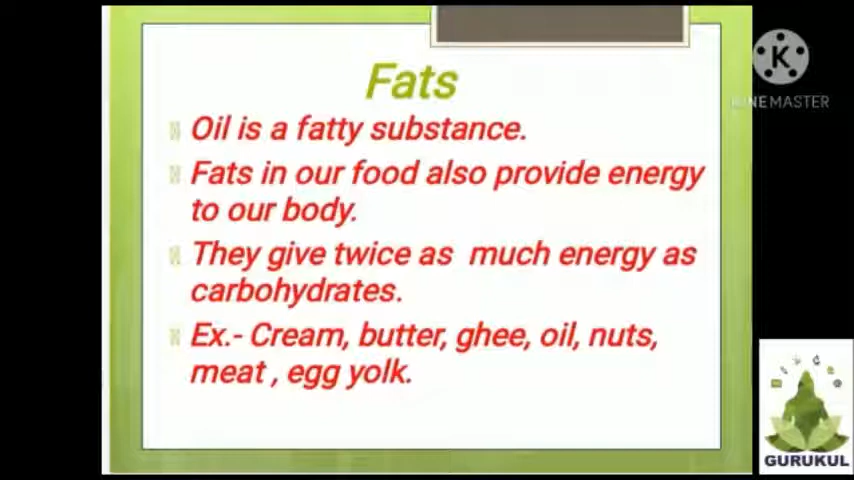 Fats
Oil is a fatty substance.
Fats in our food also provide energy
to our body.
They give twice as much energy as
carbohydrates.
Ex.- Cream, butter, ghee, oil, nuts,
meat , egg yolk.
K
KINEMASTER
GURUKUL